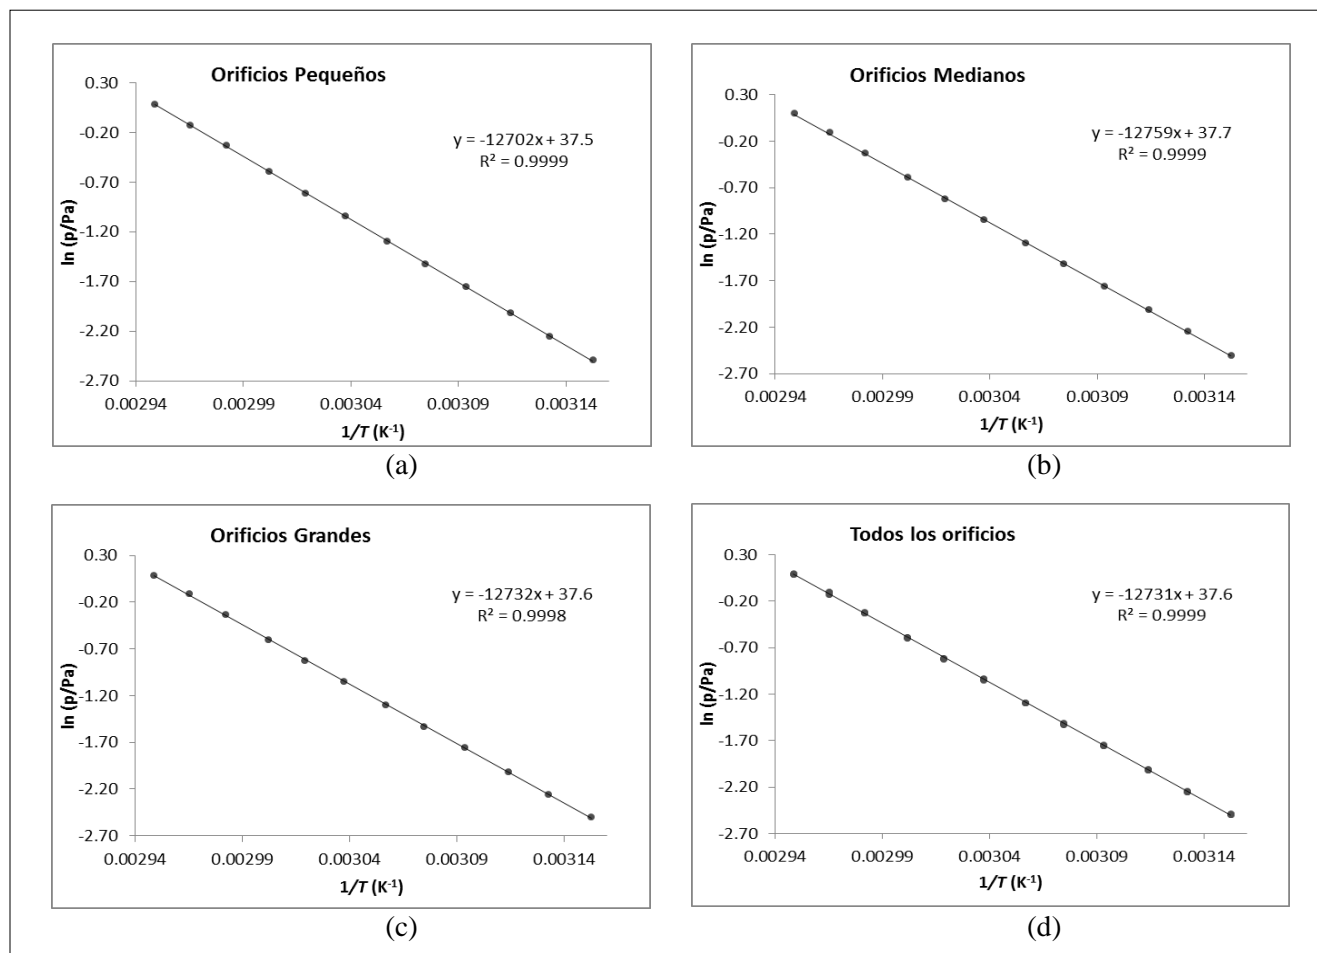 Orificios Pequeños
0.30
-0.20
-0.70
-1.20
-1.70
-2.20
-2.70
ln (p/Pa)
y = -12702x + 37.5
R² = 0.9999
0.00294 0.00299 0.00304 0.00309 0.00314
1/T (K⁻¹)
(a)
Orificios Medianos
0.30
-0.20
-0.70
-1.20
-1.70
-2.20
-2.70
ln (p/Pa)
y = -12759x + 37.7
R² = 0.9999
0.00294 0.00299 0.00304 0.00309 0.00314
1/T (K⁻¹)
(b)
Orificios Grandes
0.30
-0.20
-0.70
-1.20
-1.70
-2.20
-2.70
ln (p/Pa)
y = -12732x + 37.6
R² = 0.9998
0.00294 0.00299 0.00304 0.00309 0.00314
1/T (K⁻¹)
(c)
Todos los orificios
0.30
-0.20
-0.70
-1.20
-1.70
-2.20
-2.70
ln (p/Pa)
y = -12731x + 37.6
R² = 0.9999
0.00294 0.00299 0.00304 0.00309 0.00314
1/T (K⁻¹)
(d)